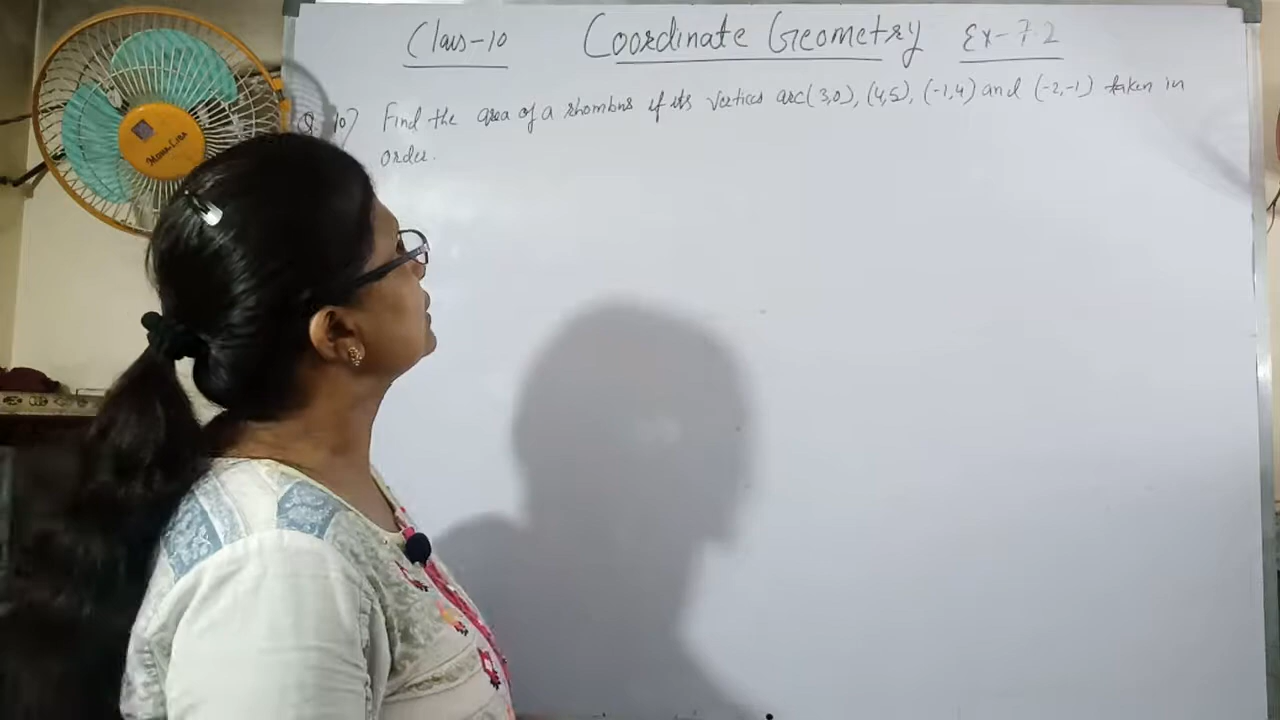 Class-10 Coordinate Geometry Ex-7.2
Q. 10) Find the area of a rhombus if its vertices are (3,0), (4,5), (-1,4) and (-2,-1) taken in
order.